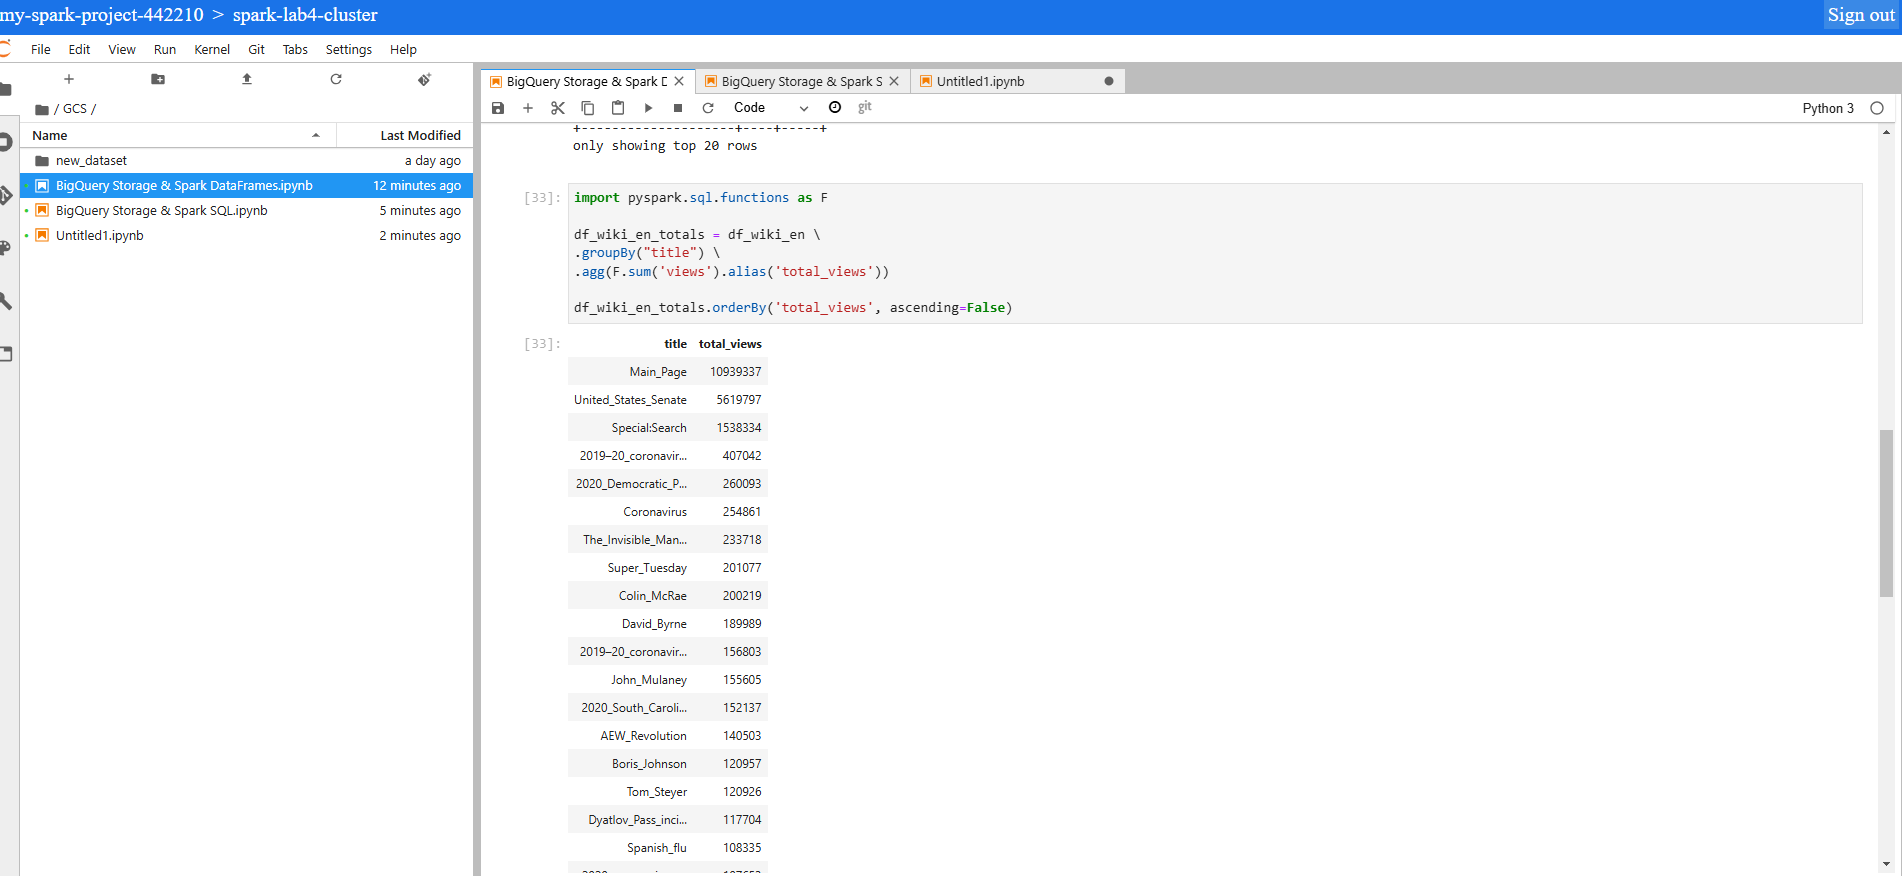 my-spark-project-442210 > spark-lab4-cluster
Sign out
File Edit View Run Kernel Git Tabs Settings Help
/ GCS /
Name Last Modified
new_dataset a day ago
BigQuery Storage & Spark DataFrames.ipynb 12 minutes ago
BigQuery Storage & Spark SQL.ipynb 5 minutes ago
Untitled1.ipynb 2 minutes ago
BigQuery Storage & Spark D
BigQuery Storage & Spark S
Untitled1.ipynb
Code
git
Python 3
+--------------------+----+-----+
only showing top 20 rows
[33]:
import pyspark.sql.functions as F
df_wiki_en_totals = df_wiki_en \
.groupBy("title") \
.agg(F.sum('views').alias('total_views'))
df_wiki_en_totals.orderBy('total_views', ascending=False)
[33]:
title total_views
Main_Page 10939337
United_States_Senate 5619797
Special:Search 1538334
2019–20_coronavir... 407042
2020_Democratic_P... 260093
Coronavirus 254861
The_Invisible_Man... 233718
Super_Tuesday 201077
Colin_McRae 200219
David_Byrne 189989
2019–20_coronavir... 156803
John_Mulaney 155605
2020_South_Caroli... 152137
AEW_Revolution 140503
Boris_Johnson 120957
Tom_Steyer 120926
Dyatlov_Pass_inci... 117704
Spanish_flu 108335